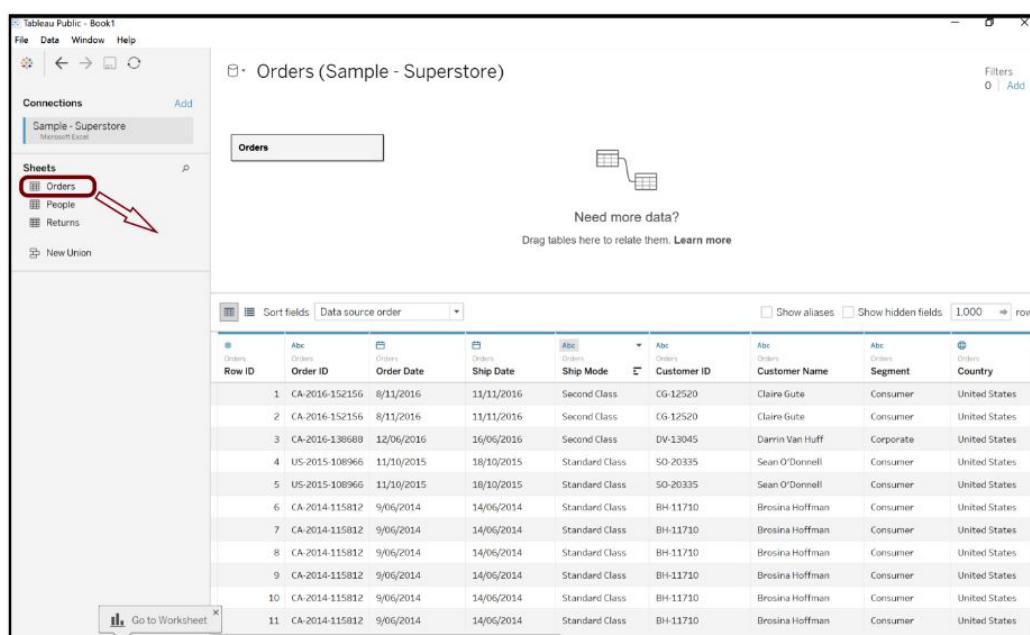 Tableau Public - Book1
File Data Window Help
Connections Add
Sample - Superstore
Microsoft Excel
Sheets
Orders
People
Returns
New Union
Go to Worksheet
Orders (Sample - Superstore)
Filters
0 Add
Orders
Need more data?
Drag tables here to relate them. Learn more
Sort fields Data source order Show aliases Show hidden fields 1,000 row
Abc Abc Abc Abc Abc
Orders Orders Orders Orders Orders Orders Orders Orders Orders
Row ID Order ID Order Date Ship Date Ship Mode Customer ID Customer Name Segment Country
1 CA-2016-152156 8/11/2016 11/11/2016 Second Class CG-12520 Claire Gute Consumer United States
2 CA-2016-152156 8/11/2016 11/11/2016 Second Class CG-12520 Claire Gute Consumer United States
3 CA-2016-138688 12/06/2016 16/06/2016 Second Class DV-13045 Darrin Van Huff Corporate United States
4 US-2015-108966 11/10/2015 18/10/2015 Standard Class SO-20335 Sean O'Donnell Consumer United States
5 US-2015-108966 11/10/2015 18/10/2015 Standard Class SO-20335 Sean O'Donnell Consumer United States
6 CA-2014-115812 9/06/2014 14/06/2014 Standard Class BH-11710 Brosina Hoffman Consumer United States
7 CA-2014-115812 9/06/2014 14/06/2014 Standard Class BH-11710 Brosina Hoffman Consumer United States
8 CA-2014-115812 9/06/2014 14/06/2014 Standard Class BH-11710 Brosina Hoffman Consumer United States
9 CA-2014-115812 9/06/2014 14/06/2014 Standard Class BH-11710 Brosina Hoffman Consumer United States
10 CA-2014-115812 9/06/2014 14/06/2014 Standard Class BH-11710 Brosina Hoffman Consumer United States
11 CA-2014-115812 9/06/2014 14/06/2014 Standard Class BH-11710 Brosina Hoffman Consumer United States